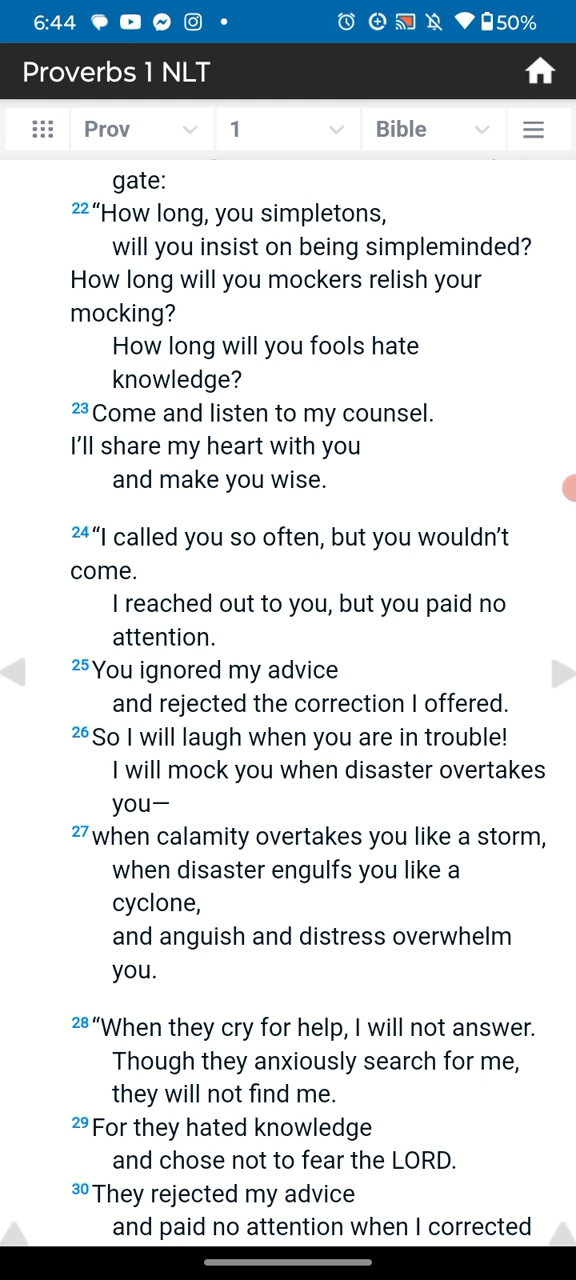 6:44
50%
Proverbs 1 NLT
Prov
1
Bible
gate:
22 “How long, you simpletons,
will you insist on being simpleminded?
How long will you mockers relish your
mocking?
How long will you fools hate
knowledge?
23 Come and listen to my counsel.
I’ll share my heart with you
and make you wise.
24 “I called you so often, but you wouldn’t
come.
I reached out to you, but you paid no
attention.
25 You ignored my advice
and rejected the correction I offered.
26 So I will laugh when you are in trouble!
I will mock you when disaster overtakes
you—
27 when calamity overtakes you like a storm,
when disaster engulfs you like a
cyclone,
and anguish and distress overwhelm
you.
28 “When they cry for help, I will not answer.
Though they anxiously search for me,
they will not find me.
29 For they hated knowledge
and chose not to fear the LORD.
30 They rejected my advice
and paid no attention when I corrected